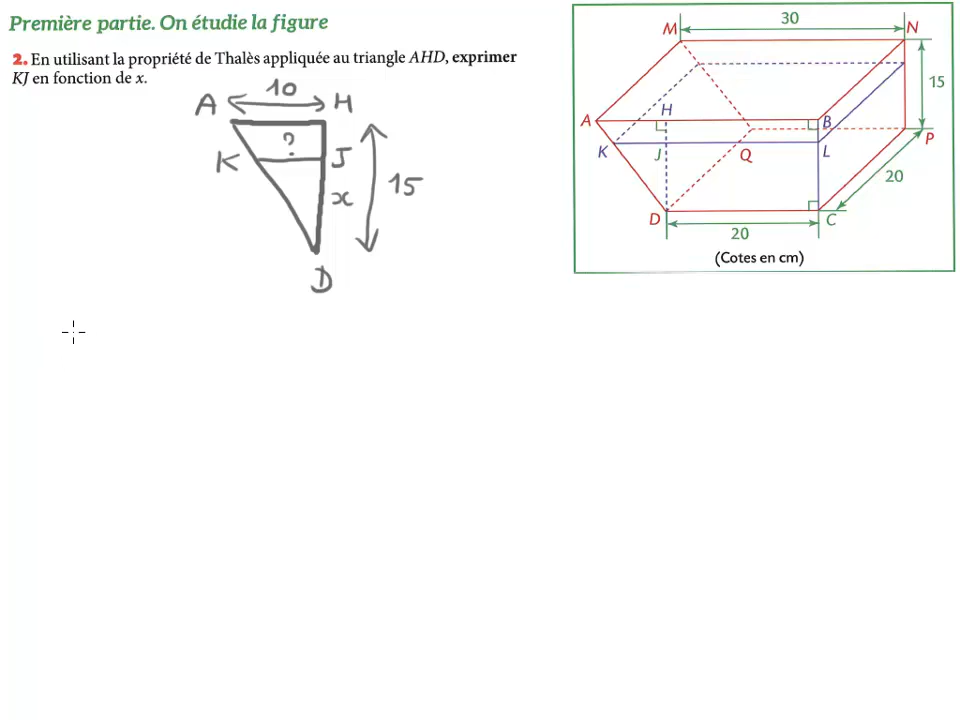 Première partie. On étudie la figure
2. En utilisant la propriété de Thalès appliquée au triangle AHD, exprimer
KJ en fonction de x.
A 10 H
K ? J
x 15
D
30
M N
15
H
A B
K J Q L P
20
D C
20
(Cotes en cm)